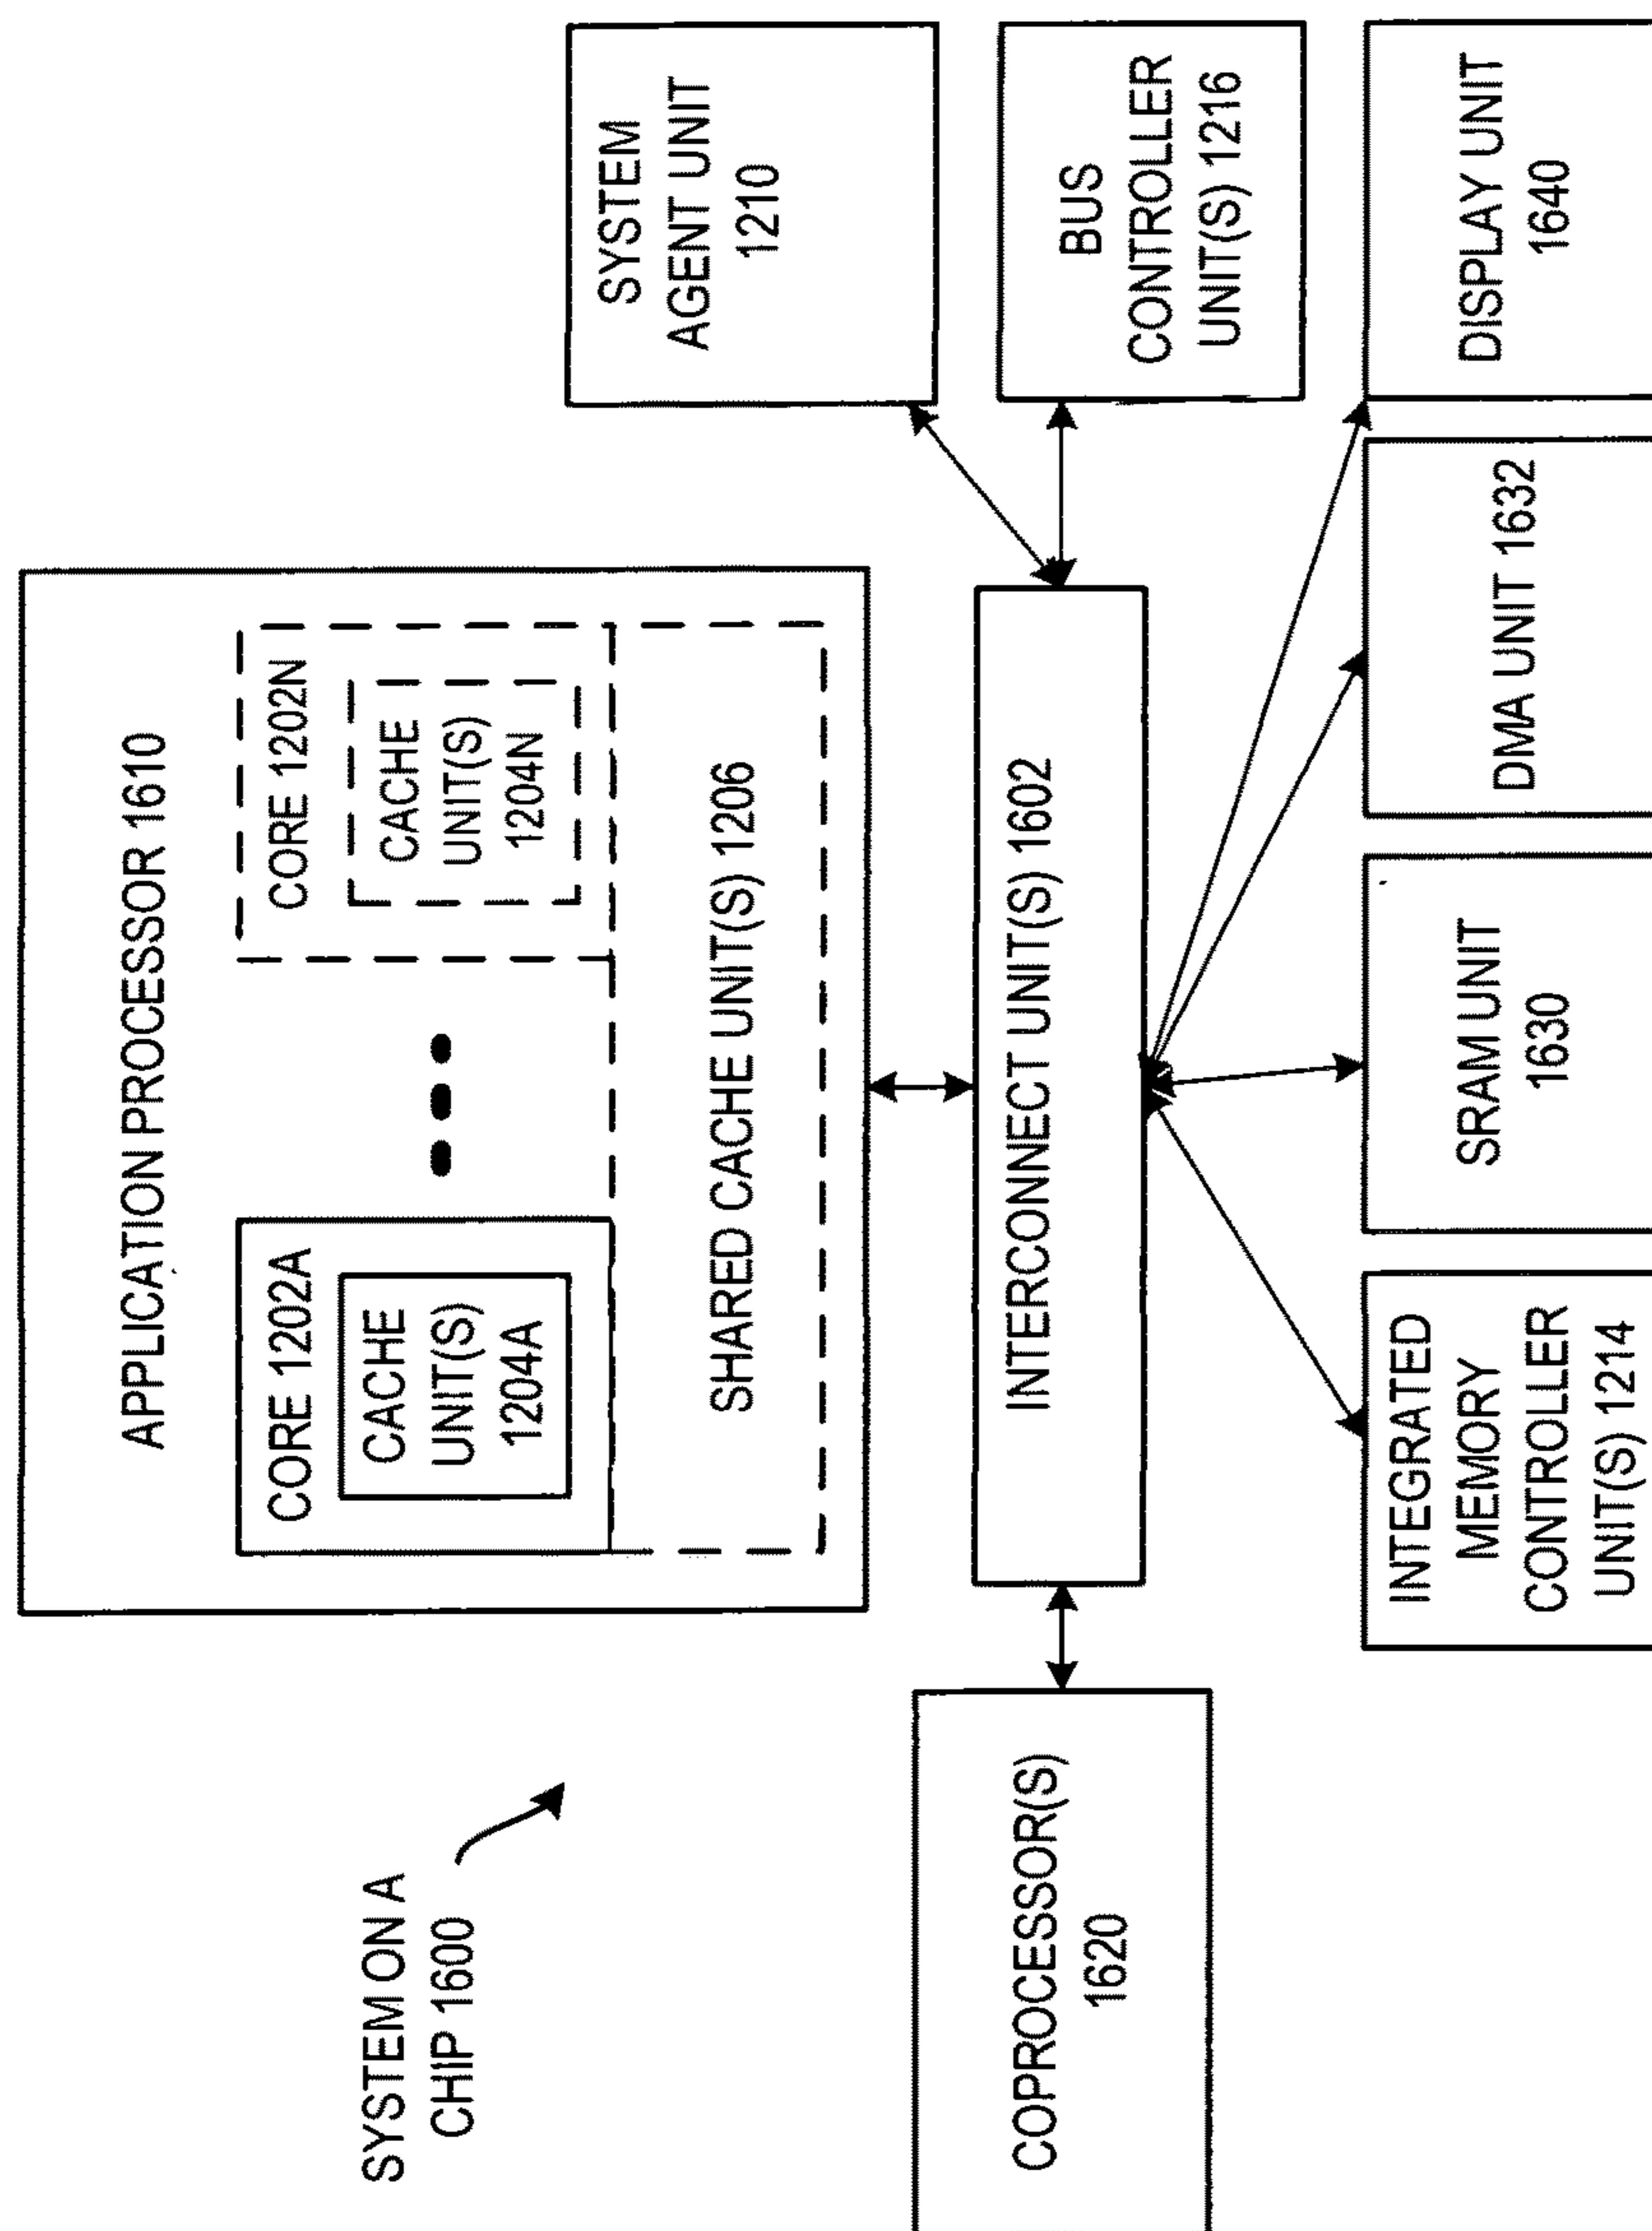 SYSTEM ON A
CHIP 1600
APPLICATION PROCESSOR 1610
CORE 1202A
CACHE
UNIT(S)
1204A
CORE 1202N
CACHE
UNIT(S)
1204N
SHARED CACHE UNIT(S) 1206
SYSTEM
AGENT UNIT
1210
COPROCESSOR(S)
1620
INTERCONNECT UNIT(S) 1602
BUS
CONTROLLER
UNIT(S) 1216
INTEGRATED
MEMORY
CONTROLLER
UNIT(S) 1214
SRAM UNIT
1630
DMA UNIT 1632
DISPLAY UNIT
1640